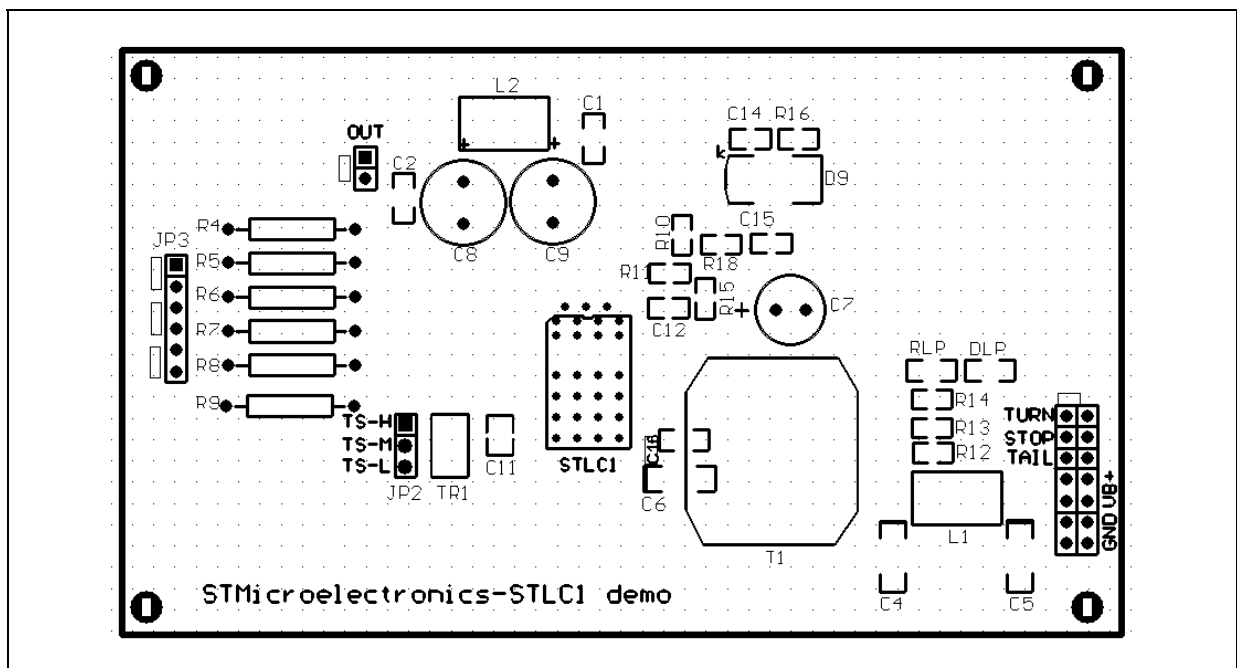 L2
C1
C14
R16
OUT
C2
k
D9
+
+
R4
JP3
R10
C15
R5
C8
C9
R18
R11
R6
R15
+
C7
R7
C12
R8
RLP
DLP
R9
R14
TS-H
TURN
R13
STOP
TS-M
C16
R12
TAIL
TS-L
STLC1
C11
JP2
TR1
C6
VB+
L1
GND
T1
STMicroelectronics-STLC1 demo
C4
C5